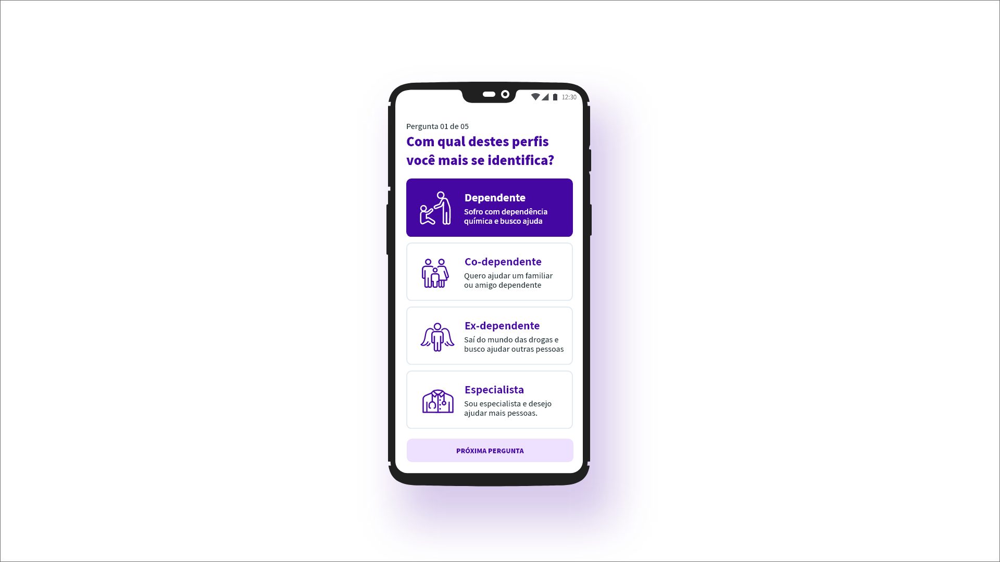 12:30
Pergunta 01 de 05
Com qual destes perfis
você mais se identifica?
Dependente
Sofro com dependência
química e busco ajuda
Co-dependente
Quero ajudar um familiar
ou amigo dependente
Ex-dependente
Saí do mundo das drogas e
busco ajudar outras pessoas
Especialista
Sou especialista e desejo
ajudar mais pessoas.
PRÓXIMA PERGUNTA